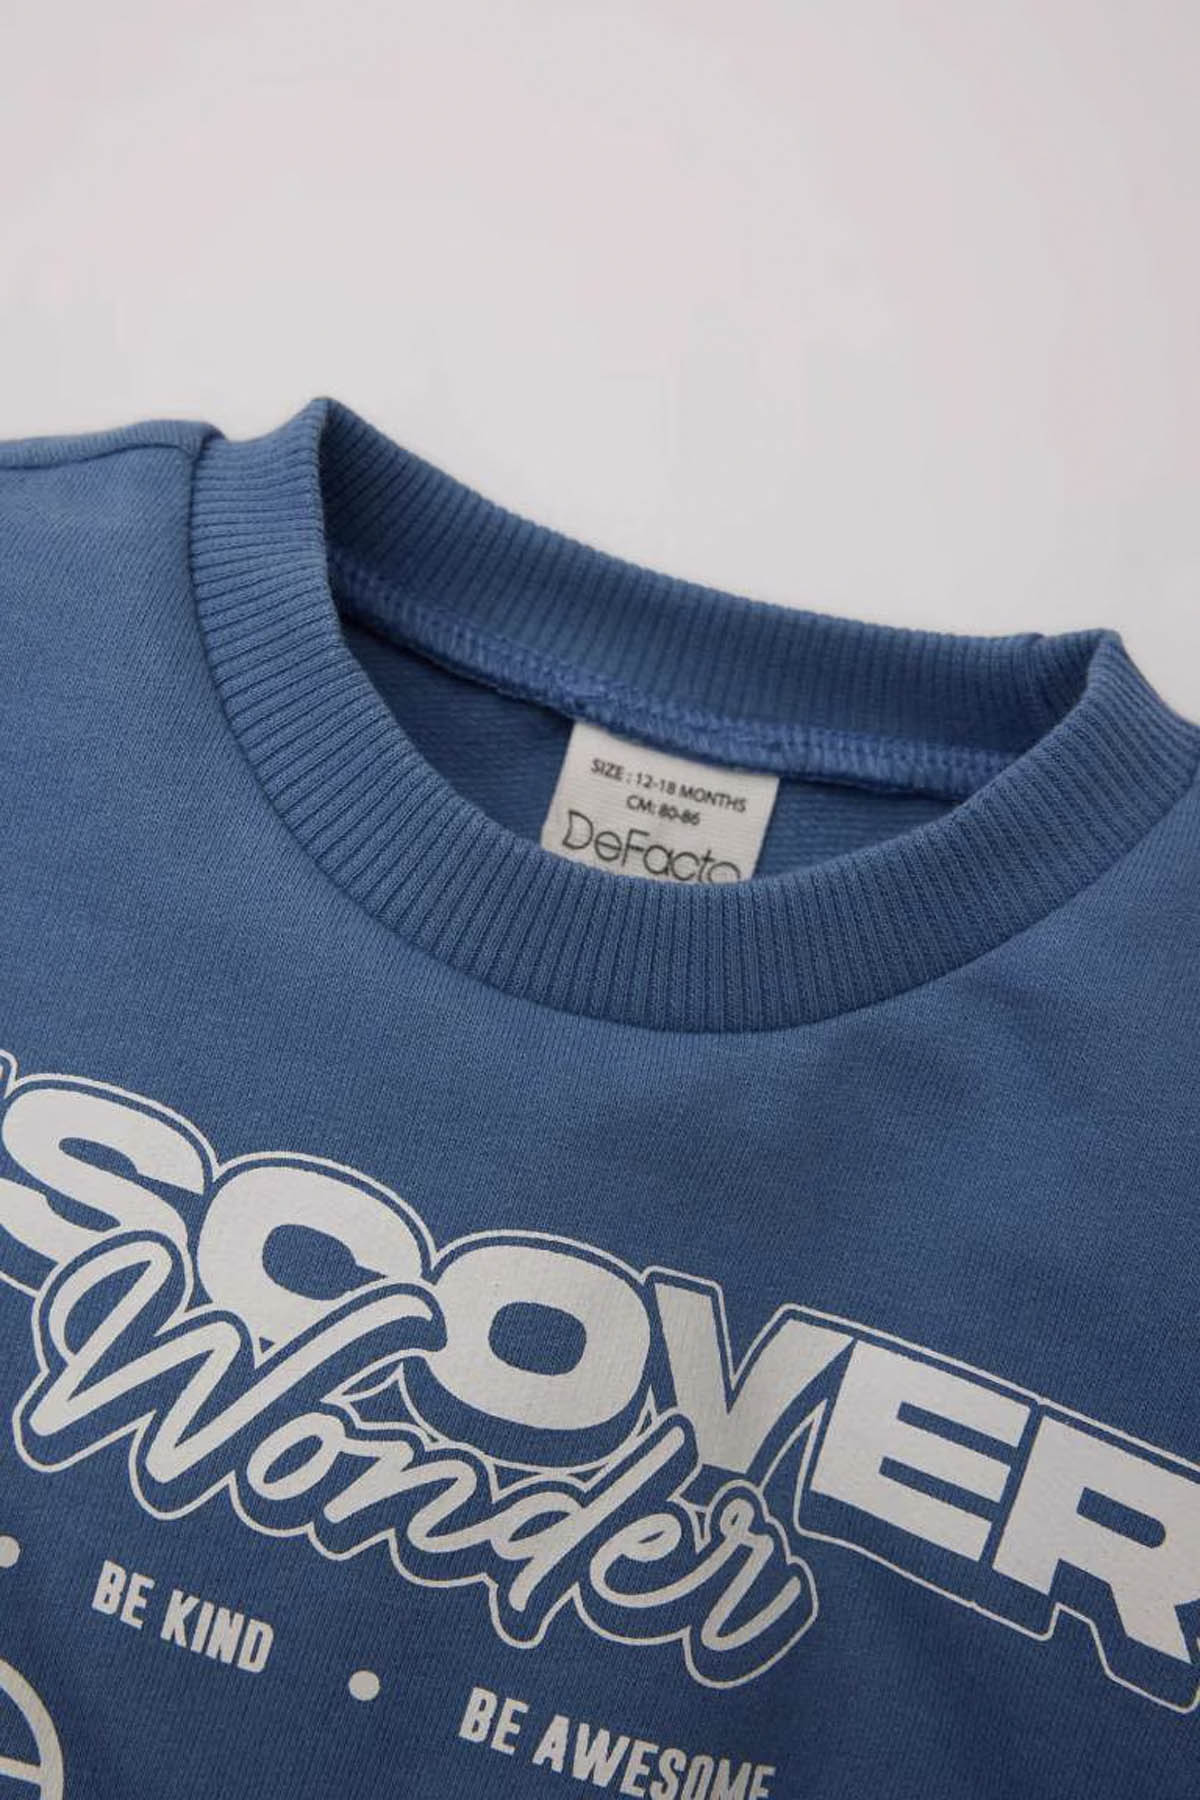 SIZE : 12-18 MONTHS
CM: 80-86
DeFacto
SCOVER
Wonder
BE KIND • BE AWESOME